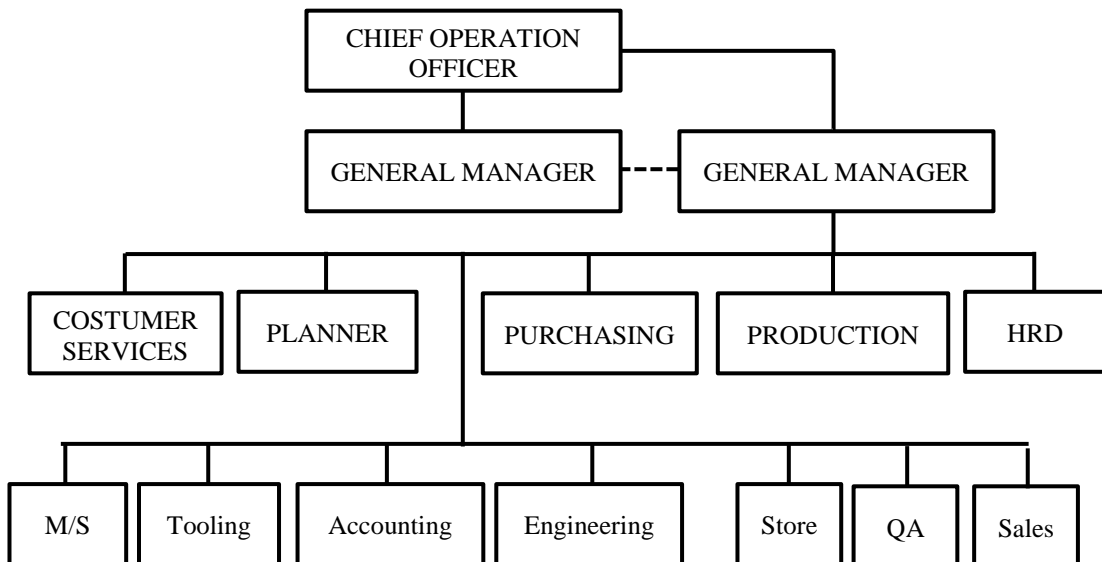 CHIEF OPERATION
OFFICER
GENERAL MANAGER
GENERAL MANAGER
COSTUMER
SERVICES
PLANNER
PURCHASING
PRODUCTION
HRD
M/S
Tooling
Accounting
Engineering
Store
QA
Sales